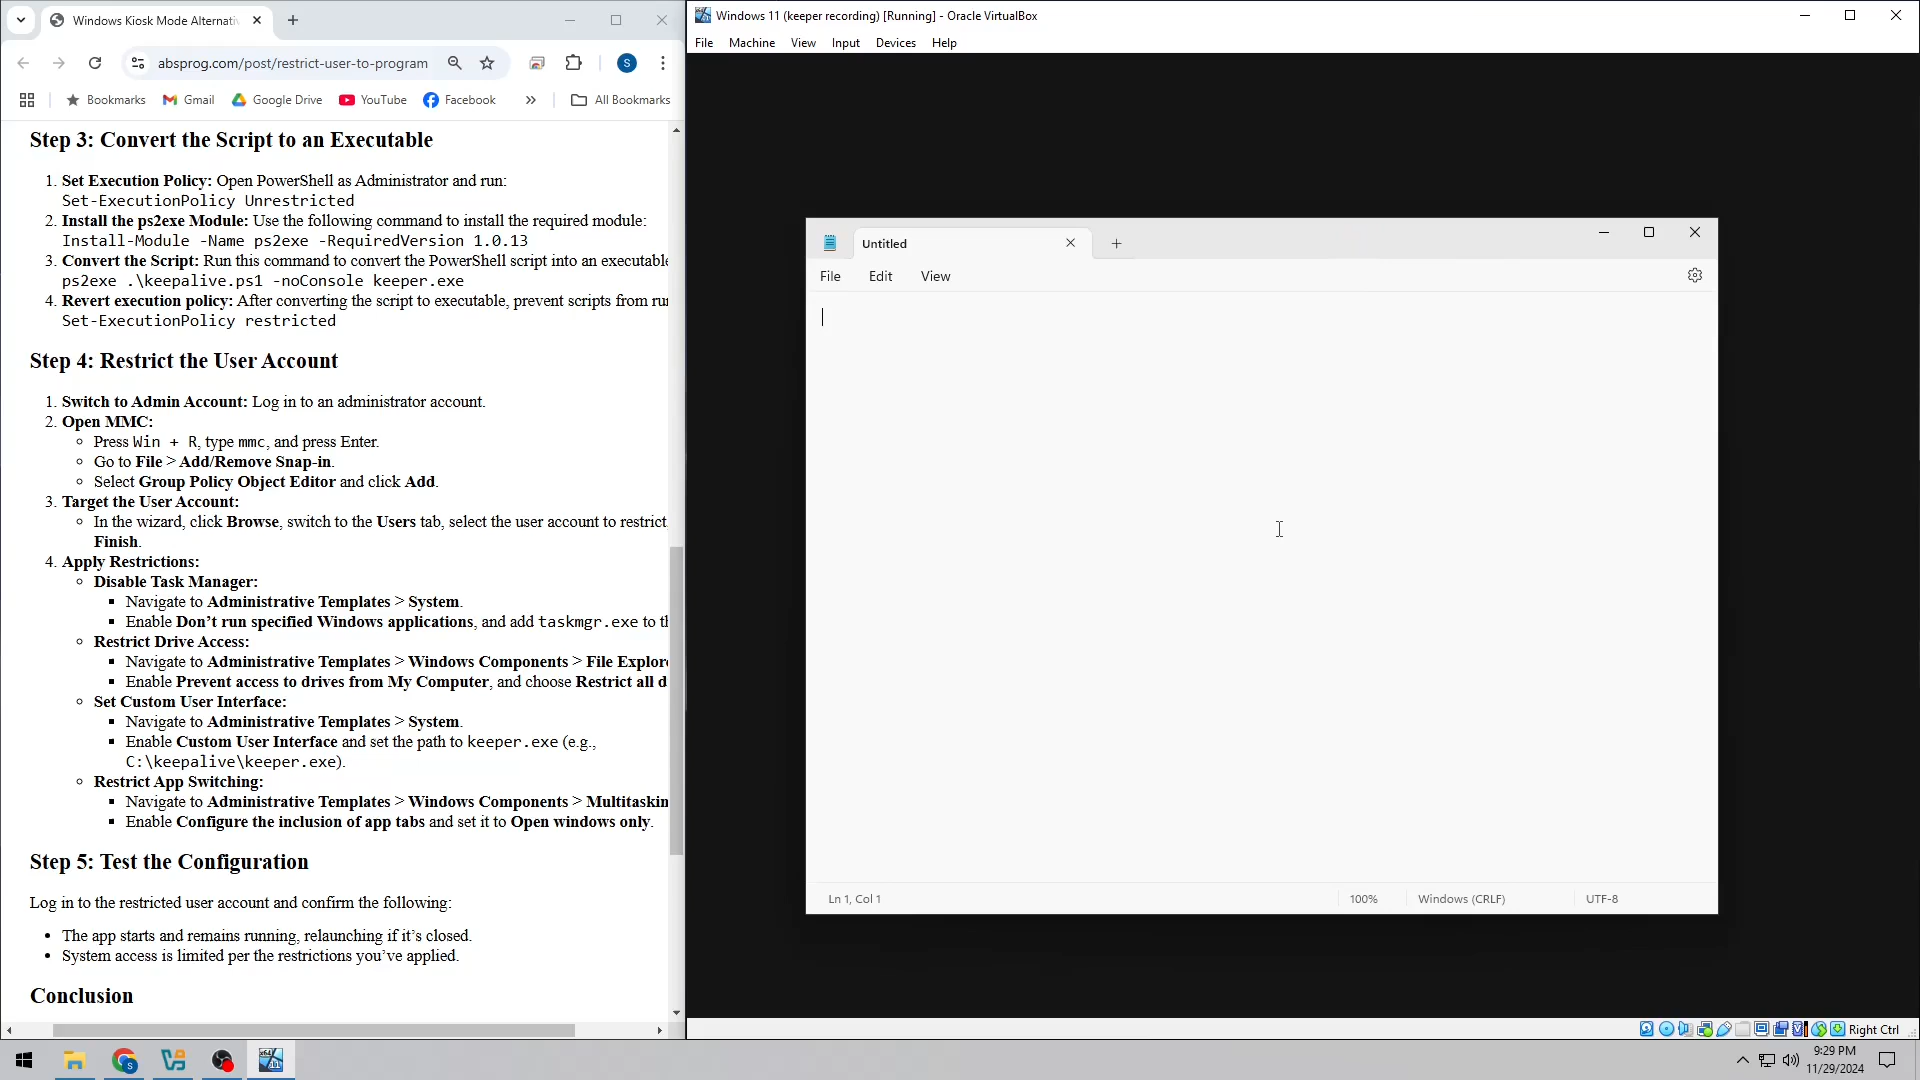 Windows Kiosk Mode Alternativ
absprog.com/post/restrict-user-to-program
S
Bookmarks
Gmail
Google Drive
YouTube
Facebook
All Bookmarks
Step 3: Convert the Script to an Executable
1. Set Execution Policy: Open PowerShell as Administrator and run:
Set-ExecutionPolicy Unrestricted
2. Install the ps2exe Module: Use the following command to install the required module:
Install-Module -Name ps2exe -RequiredVersion 1.0.13
3. Convert the Script: Run this command to convert the PowerShell script into an executable
ps2exe .\keepalive.ps1 -noConsole keeper.exe
4. Revert execution policy: After converting the script to executable, prevent scripts from ru
Set-ExecutionPolicy restricted
Step 4: Restrict the User Account
1. Switch to Admin Account: Log in to an administrator account.
2. Open MMC:
Press Win + R, type mmc, and press Enter.
Go to File > Add/Remove Snap-in.
Select Group Policy Object Editor and click Add.
3. Target the User Account:
In the wizard, click Browse, switch to the Users tab, select the user account to restrict
Finish.
4. Apply Restrictions:
Disable Task Manager:
Navigate to Administrative Templates > System.
Enable Don’t run specified Windows applications, and add taskmgr.exe to th
Restrict Drive Access:
Navigate to Administrative Templates > Windows Components > File Explor
Enable Prevent access to drives from My Computer, and choose Restrict all d
Set Custom User Interface:
Navigate to Administrative Templates > System.
Enable Custom User Interface and set the path to keeper.exe (e.g.,
C:\keepalive\keeper.exe).
Restrict App Switching:
Navigate to Administrative Templates > Windows Components > Multitaskin
Enable Configure the inclusion of app tabs and set it to Open windows only.
Step 5: Test the Configuration
Log in to the restricted user account and confirm the following:
The app starts and remains running, relaunching if it’s closed.
System access is limited per the restrictions you’ve applied.
Conclusion
Windows 11 (keeper recording) [Running] - Oracle VirtualBox
File Machine View Input Devices Help
Untitled
File Edit View
Ln 1, Col 1
100%
Windows (CRLF)
UTF-8
Right Ctrl
9:29 PM
11/29/2024